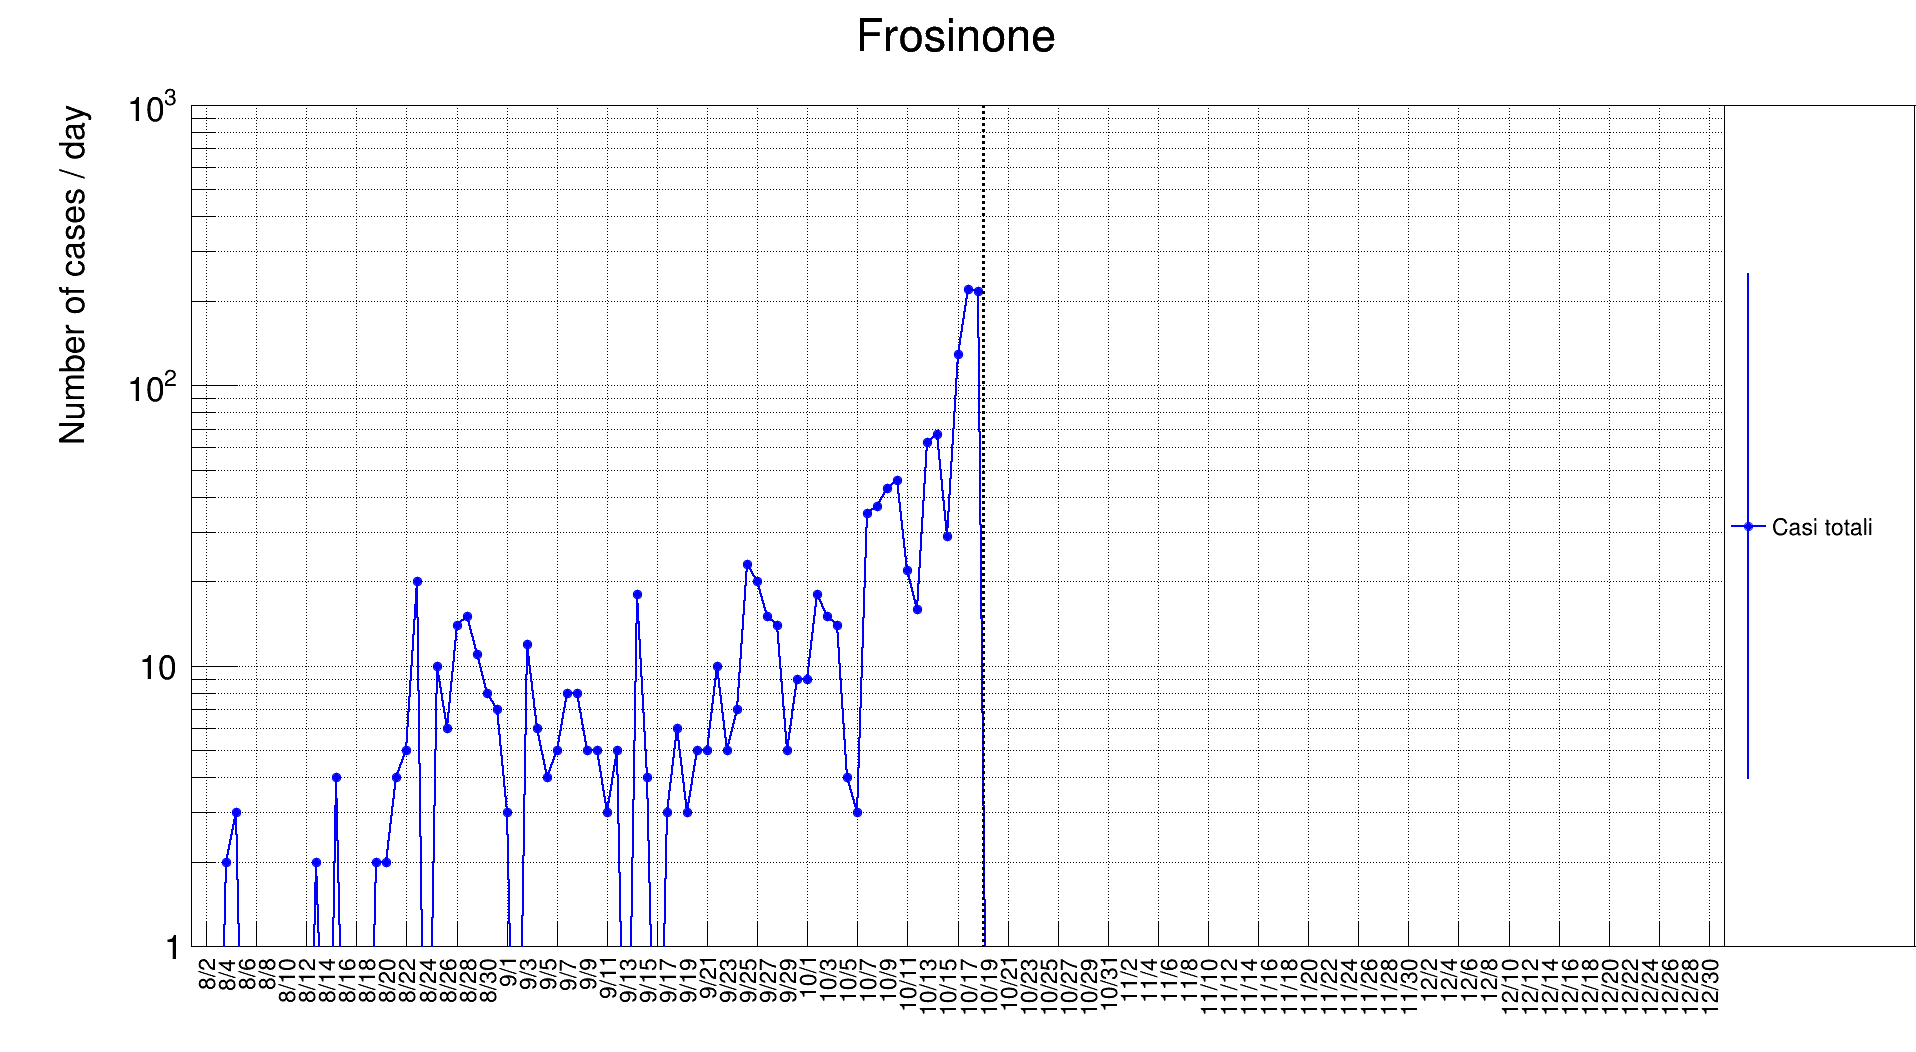 Frosinone
Number of cases / day
10³
10²
10
1
8/2 8/4 8/6 8/8 8/10 8/12 8/14 8/16 8/18 8/20 8/22 8/24 8/26 8/28 8/30 9/1 9/3 9/5 9/7 9/9 9/11 9/13 9/15 9/17 9/19 9/21 9/23 9/25 9/27 9/29 10/1 10/3 10/5 10/7 10/9 10/11 10/13 10/15 10/17 10/19 10/21 10/23 10/25 10/27 10/29 10/31 11/2 11/4 11/6 11/8 11/10 11/12 11/14 11/16 11/18 11/20 11/22 11/24 11/26 11/28 11/30 12/2 12/4 12/6 12/8 12/10 12/12 12/14 12/16 12/18 12/20 12/22 12/24 12/26 12/28 12/30
Casi totali